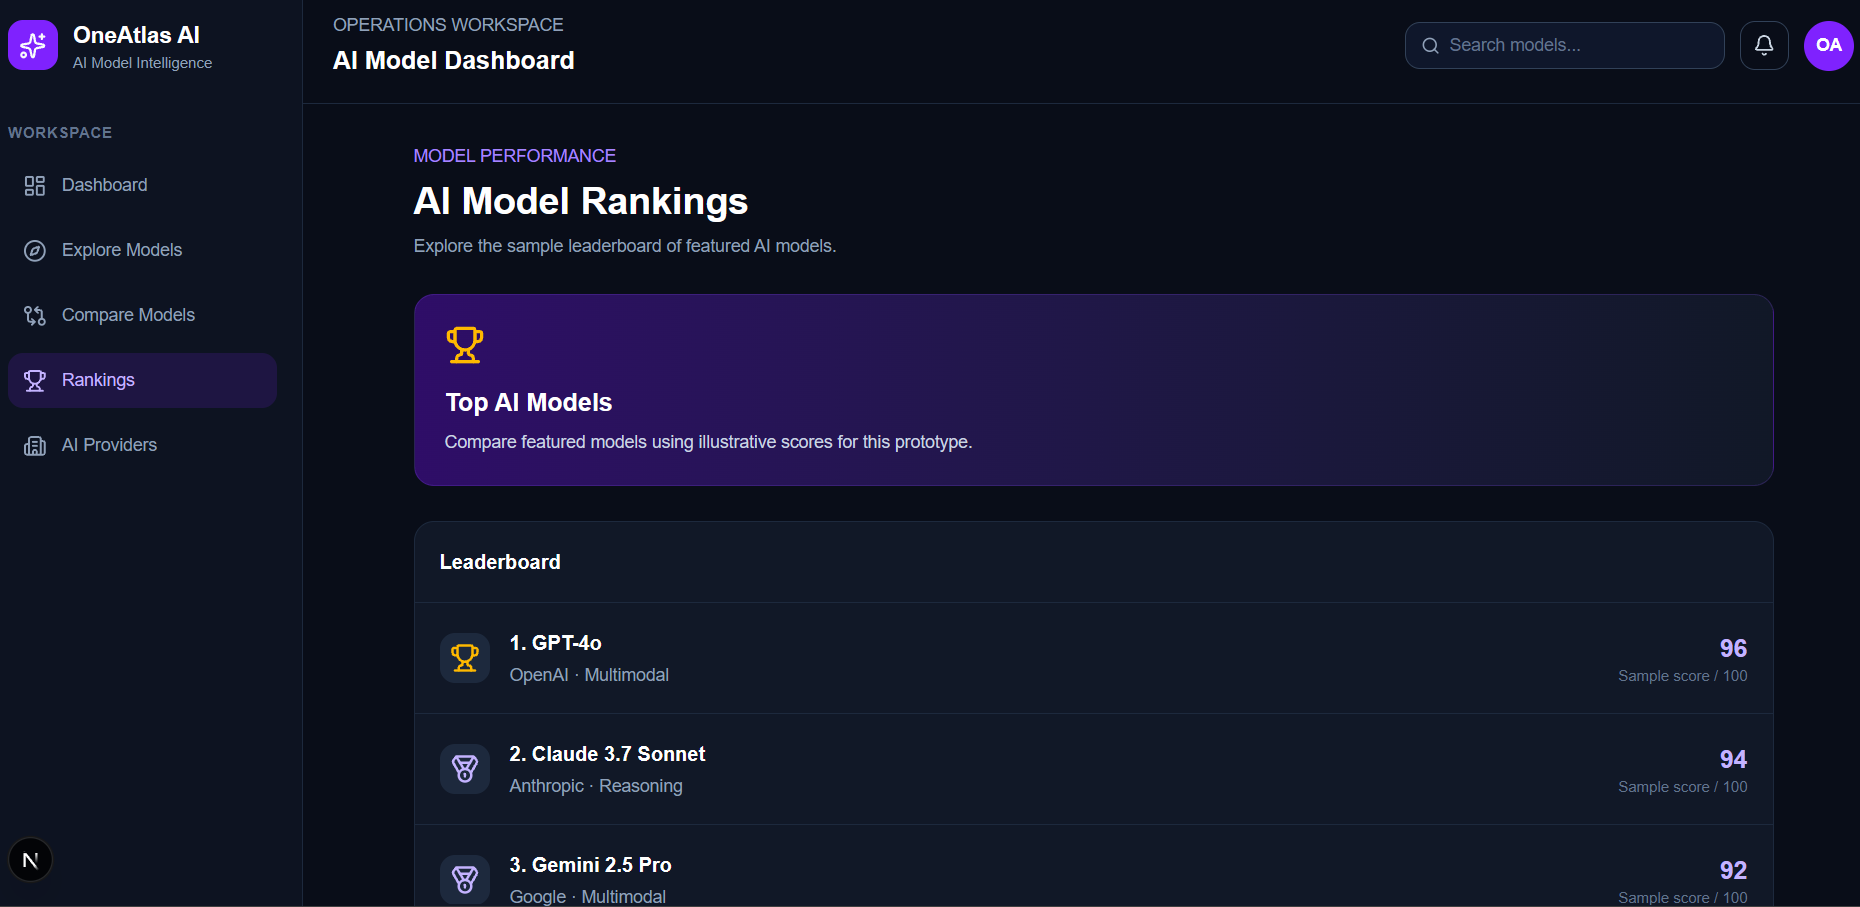 OneAtlas AI
AI Model Intelligence
WORKSPACE
Dashboard
Explore Models
Compare Models
Rankings
AI Providers
N
OPERATIONS WORKSPACE
AI Model Dashboard
Search models...
OA
MODEL PERFORMANCE
AI Model Rankings
Explore the sample leaderboard of featured AI models.
Top AI Models
Compare featured models using illustrative scores for this prototype.
Leaderboard
1. GPT-4o
OpenAI · Multimodal
96
Sample score / 100
2. Claude 3.7 Sonnet
Anthropic · Reasoning
94
Sample score / 100
3. Gemini 2.5 Pro
Google · Multimodal
92
Sample score / 100